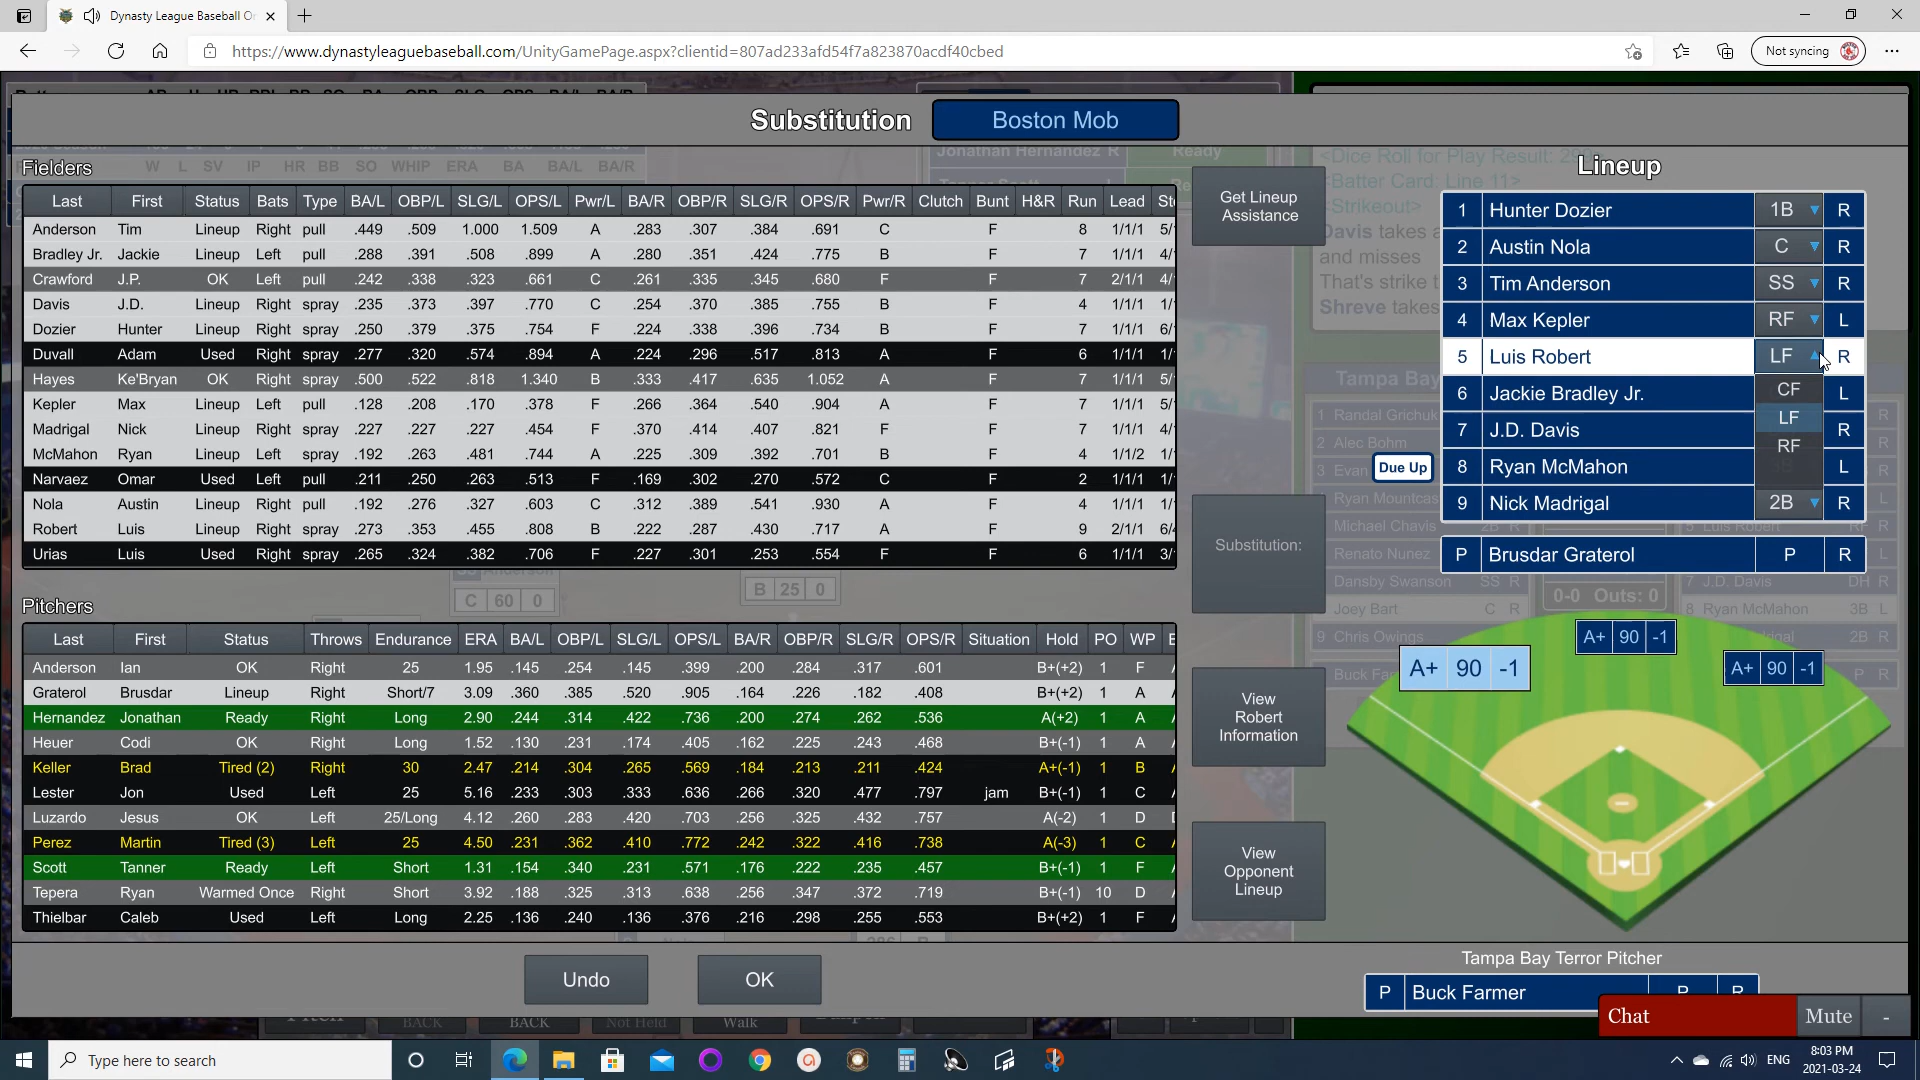 Dynasty League Baseball O
https://www.dynastyleaguebaseball.com/UnityGamePage.aspx?clientid=807ad233afd54f7a823870acdf40cbed
Not syncing
Substitution Boston Mob
Fielders
Last First Status Bats Type BA/L OBP/L SLG/L OPS/L Pwr/L BA/R OBP/R SLG/R OPS/R Pwr/R Clutch Bunt H&R Run Lead
Anderson Tim Lineup Right pull .449 .509 1.000 1.509 A .283 .307 .384 .691 C F 8 1/1/1
Bradley Jr. Jackie Lineup Left pull .288 .391 .508 .899 A .280 .351 .424 .775 B F 7 1/1/1
Crawford J.P. OK Left pull .242 .338 .323 .661 C .261 .335 .345 .680 F F 7 2/1/1
Davis J.D. Lineup Right spray .235 .373 .397 .770 C .254 .370 .385 .755 B F 4 1/1/1
Dozier Hunter Lineup Right spray .250 .379 .375 .754 F .224 .338 .396 .734 B F 7 1/1/1
Duvall Adam Used Right spray .277 .320 .574 .894 A .224 .296 .517 .813 A F 6 1/1/1
Hayes Ke'Bryan OK Right spray .500 .522 .818 1.340 B .333 .417 .635 1.052 A F 7 1/1/1
Kepler Max Lineup Left pull .128 .208 .170 .378 F .266 .364 .540 .904 A F 7 1/1/1
Madrigal Nick Lineup Right spray .227 .227 .227 .454 F .370 .414 .407 .821 F F 7 1/1/1
McMahon Ryan Lineup Left spray .192 .263 .481 .744 A .225 .309 .392 .701 B F 4 1/1/2
Narvaez Omar Used Left pull .211 .250 .263 .513 F .169 .302 .270 .572 C F 2 1/1/1
Nola Austin Lineup Right pull .192 .276 .327 .603 C .312 .389 .541 .930 A F 4 1/1/1
Robert Luis Lineup Right spray .273 .353 .455 .808 B .222 .287 .430 .717 A F 9 2/1/1
Urias Luis Used Right spray .265 .324 .382 .706 F .227 .301 .253 .554 F F 6 1/1/1
Pitchers
Last First Status Throws Endurance ERA BA/L OBP/L SLG/L OPS/L BA/R OBP/R SLG/R OPS/R Situation Hold PO WP
Anderson Ian OK Right 25 1.95 .145 .254 .145 .399 .200 .284 .317 .601 B+(+2) 1 F
Graterol Brusdar Lineup Right Short/7 3.09 .360 .385 .520 .905 .164 .226 .182 .408 B+(+2) 1 A
Hernandez Jonathan Ready Right Long 2.90 .244 .314 .422 .736 .200 .274 .262 .536 A(+2) 1 A
Heuer Codi OK Right Long 1.52 .130 .231 .174 .405 .162 .225 .243 .468 B+(-1) 1 A
Keller Brad Tired (2) Right 30 2.47 .214 .304 .265 .569 .184 .213 .211 .424 A+(-1) 1 B
Lester Jon Used Left 25 5.16 .233 .303 .333 .636 .266 .320 .477 .797 jam B+(-1) 1 C
Luzardo Jesus OK Left 25/Long 4.12 .260 .283 .420 .703 .256 .325 .432 .757 A(-2) 1 D
Perez Martin Tired (3) Left 25 4.50 .231 .362 .410 .772 .242 .322 .416 .738 A(-3) 1 C
Scott Tanner Ready Left Short 1.31 .154 .340 .231 .571 .176 .222 .235 .457 B+(-1) 1 F
Tepera Ryan Warmed Once Right Short 3.92 .188 .325 .313 .638 .256 .347 .372 .719 B+(-1) 10 D
Thielbar Caleb Used Left Long 2.25 .136 .240 .136 .376 .216 .298 .255 .553 B+(+2) 1 F
Undo OK
Get Lineup Assistance
Substitution:
View Robert Information
View Opponent Lineup
Lineup
1 Hunter Dozier 1B R
2 Austin Nola C R
3 Tim Anderson SS R
4 Max Kepler RF L
5 Luis Robert LF R
CF
LF
RF
6 Jackie Bradley Jr. L
7 J.D. Davis R
Due Up 8 Ryan McMahon L
9 Nick Madrigal 2B R
P Brusdar Graterol P R
A+ 90 -1
A+ 90 -1
A+ 90 -1
Tampa Bay Terror Pitcher
P Buck Farmer P R
Chat Mute -
Type here to search
ENG
8:03 PM
2021-03-24